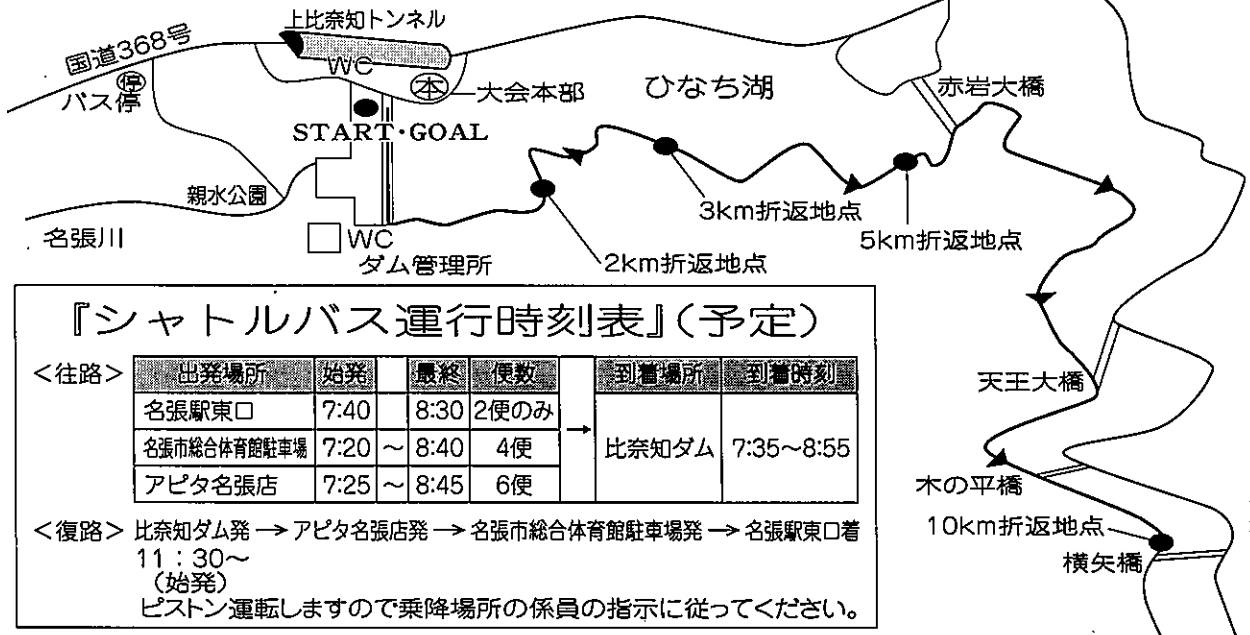 上比奈知トンネル
国道368号
WC
停
バス停
本
大会本部
ひなち湖
赤岩大橋
START・GOAL
親水公園
3km折返地点
5km折返地点
名張川
WC
ダム管理所
2km折返地点
『シャトルバス運行時刻表』(予定)
<往路> 出発場所 始発 最終 便数 到着場所 到着時刻
名張駅東口 7:40 8:30 2便のみ
名張市総合体育館駐車場 7:20 ~ 8:40 4便 → 比奈知ダム 7:35~8:55
アピタ名張店 7:25 ~ 8:45 6便
<復路> 比奈知ダム発 → アピタ名張店発 → 名張市総合体育館駐車場発 → 名張駅東口着
11:30~
(始発)
ピストン運転しますので乗降場所の係員の指示に従ってください。
天王大橋
木の平橋
10km折返地点
横矢橋